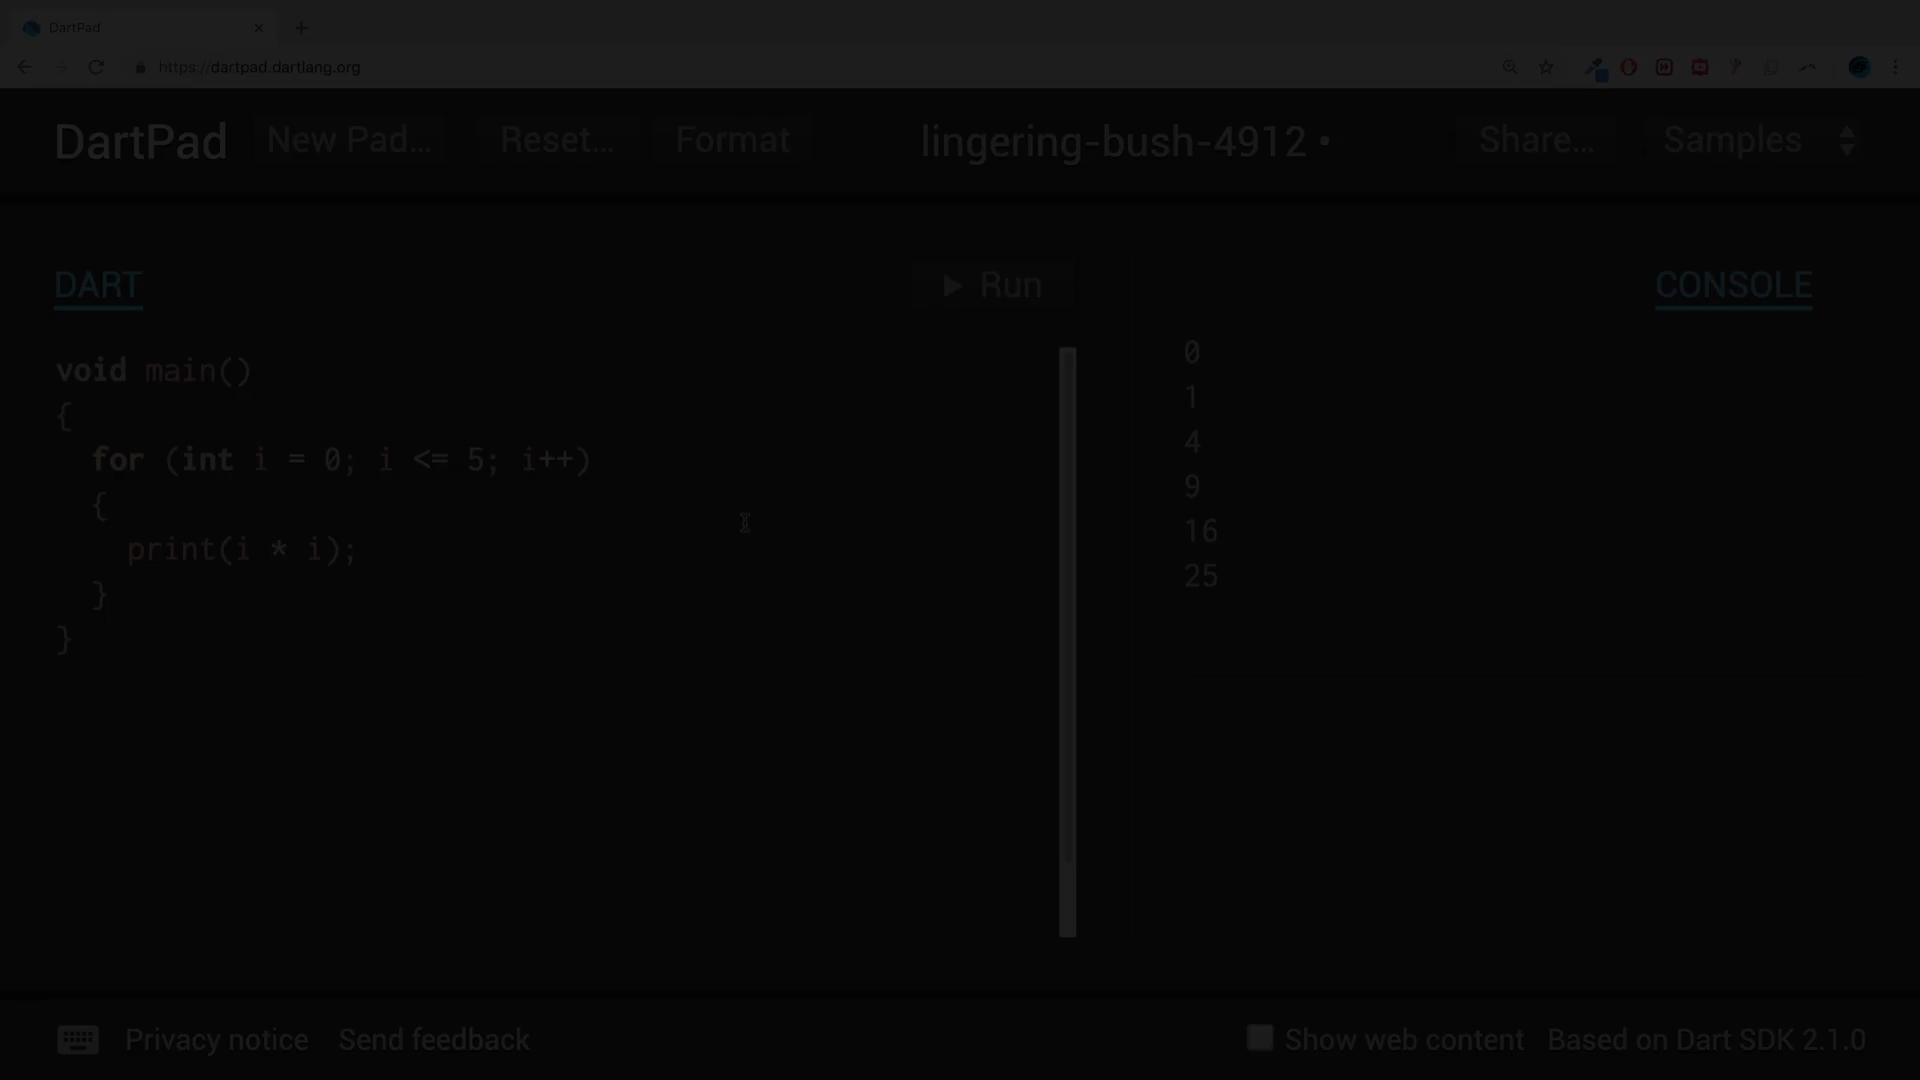 DartPad
https://dartpad.dartlang.org
DartPad New Pad... Reset... Format lingering-bush-4912 • Share... Samples
DART Run CONSOLE
void main()
{
for (int i = 0; i <= 5; i++)
{
print(i * i);
}
}
0
1
4
9
16
25
Privacy notice Send feedback Show web content Based on Dart SDK 2.1.0